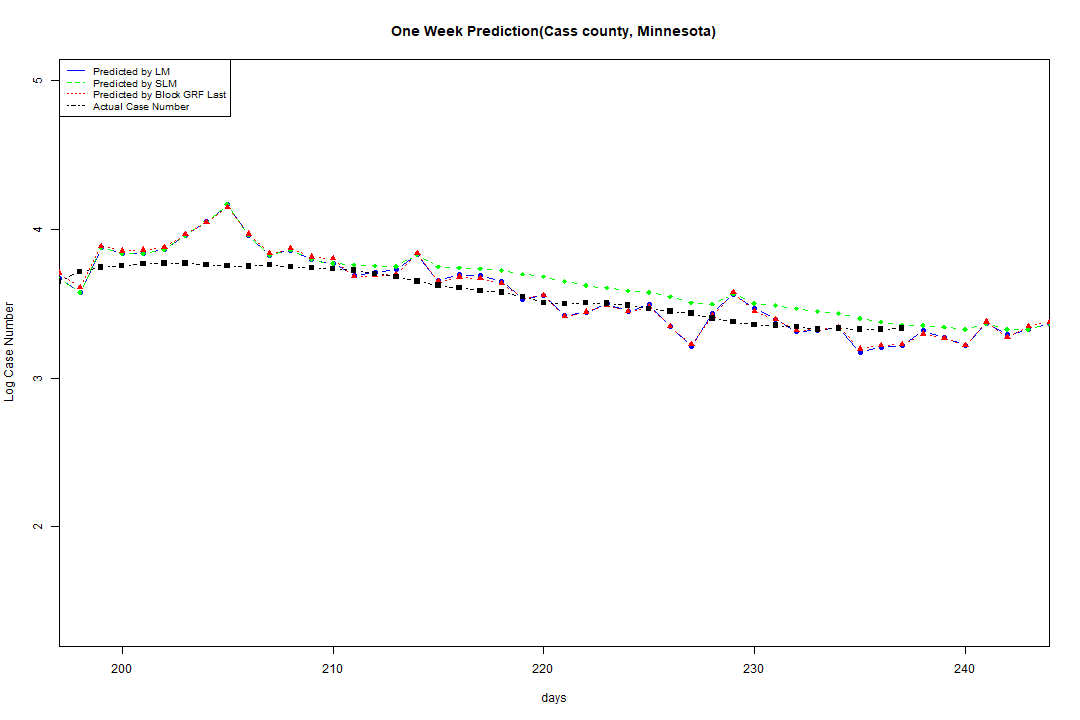 One Week Prediction(Cass county, Minnesota)
Predicted by LM
Predicted by SLM
Predicted by Block GRF Last
Actual Case Number
5
4
3
2
Log Case Number
200 210 220 230 240
days